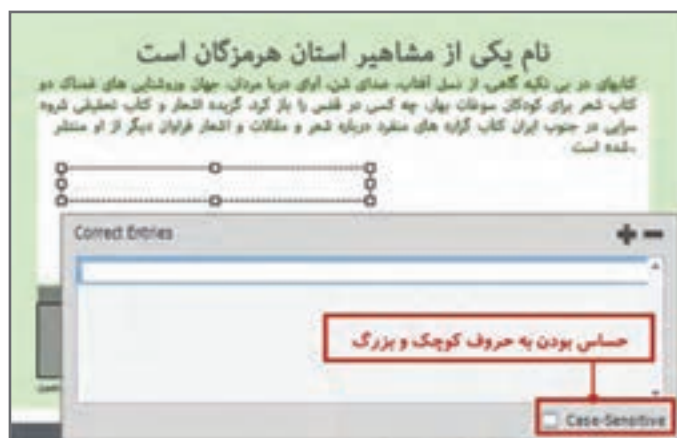 نام یکی از مشاهیر استان هرمزگان است
کتابهای در بی تکیه گاهی، از نسل آفتاب، صدای شن، آوای دریا مردان، جهان وروشنایی های غمناک دو
کتاب شعر برای کودکان سوغات بهار، چه کسی در قفس را باز کرد، گزیده اشعار و کتاب تحقیقی شروه
سرایی در جنوب ایران کتاب گزاره های منفرد درباره شعر و مقالات و اشعار فراوان دیگر از او منتشر
شده است.
Correct Entries
حساس بودن به حروف کوچک و بزرگ
Case-Sensitive